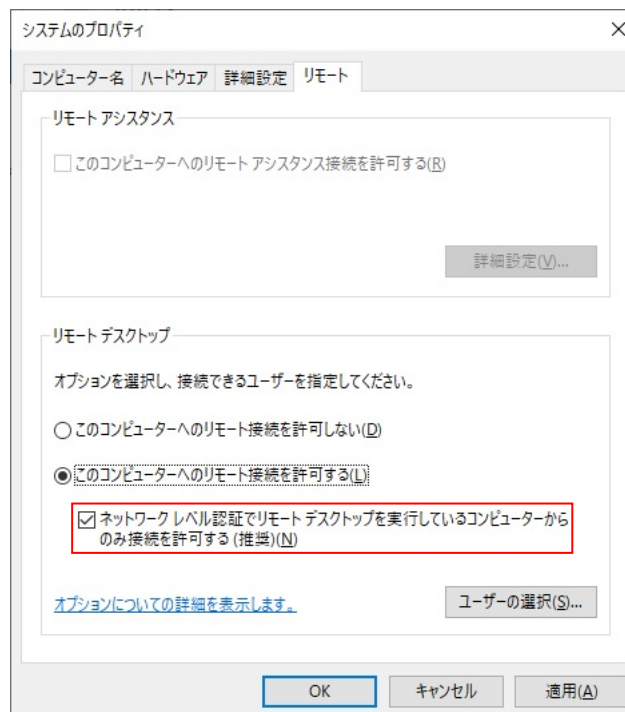 システムのプロパティ
コンピューター名 ハードウェア 詳細設定 リモート
リモート アシスタンス
このコンピューターへのリモート アシスタンス接続を許可する(R)
詳細設定(V)...
リモート デスクトップ
オプションを選択し、接続できるユーザーを指定してください。
このコンピューターへのリモート接続を許可しない(D)
このコンピューターへのリモート接続を許可する(L)
ネットワーク レベル認証でリモート デスクトップを実行しているコンピューターから
のみ接続を許可する (推奨)(N)
オプションについての詳細を表示します。
ユーザーの選択(S)...
OK キャンセル 適用(A)